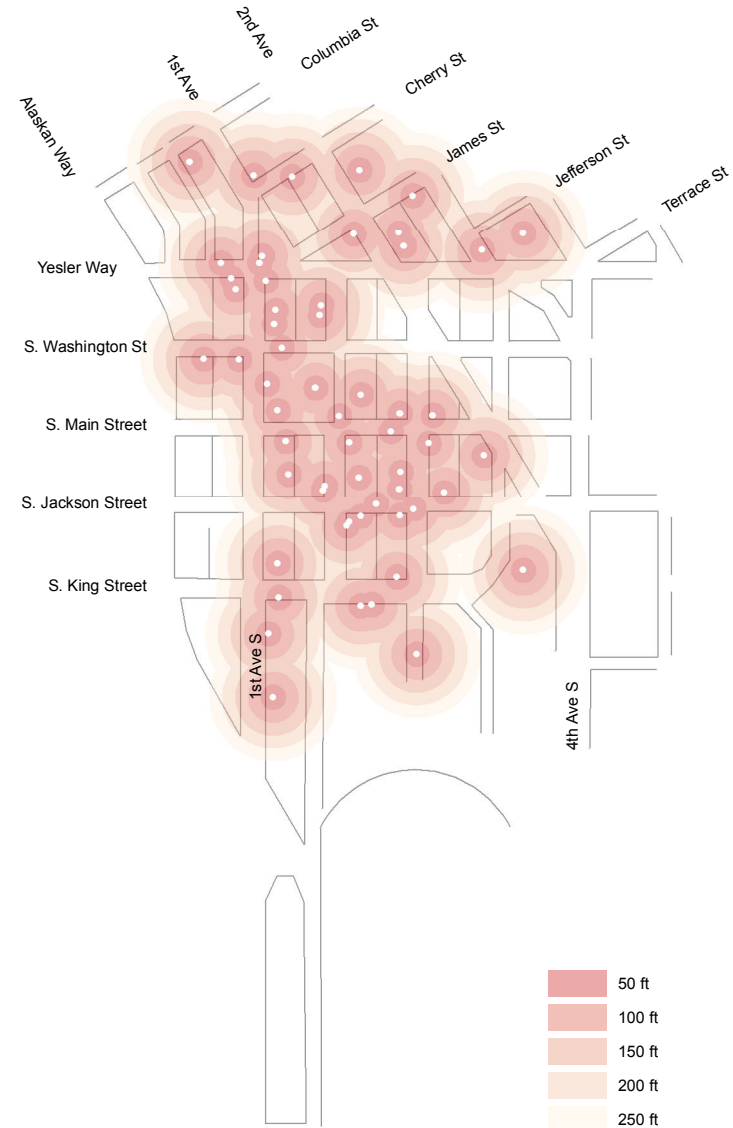 2nd Ave
Columbia St
1st Ave
Cherry St
Alaskan Way
James St
Jefferson St
Terrace St
Yesler Way
S. Washington St
S. Main Street
S. Jackson Street
S. King Street
1st Ave S
4th Ave S
50 ft
100 ft
150 ft
200 ft
250 ft